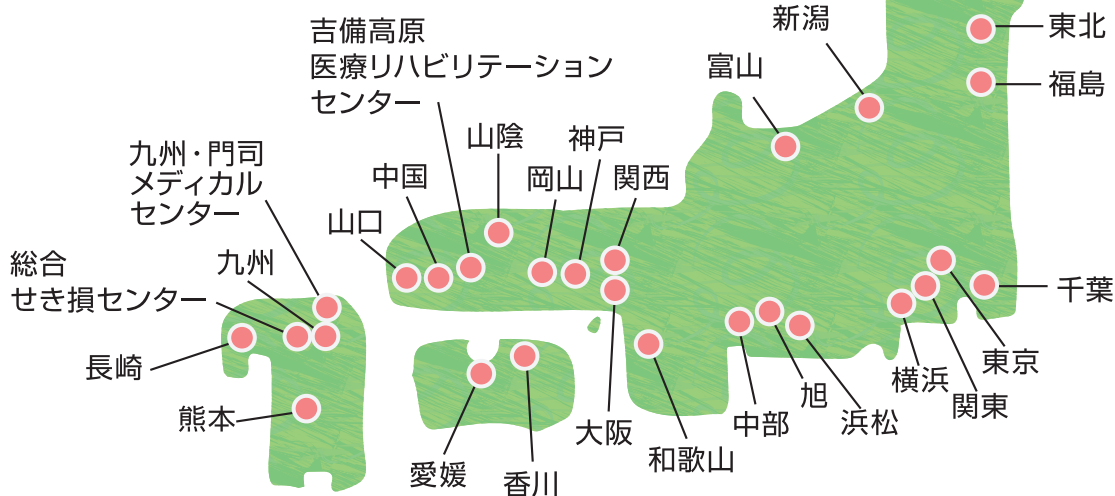 新潟
東北
吉備高原
医療リハビリテーション
センター
富山
福島
山陰
神戸
九州・門司
メディカル
センター
中国
岡山
関西
山口
総合
せき損センター
九州
千葉
長崎
東京
横浜
関東
旭
浜松
中部
熊本
大阪
和歌山
愛媛
香川